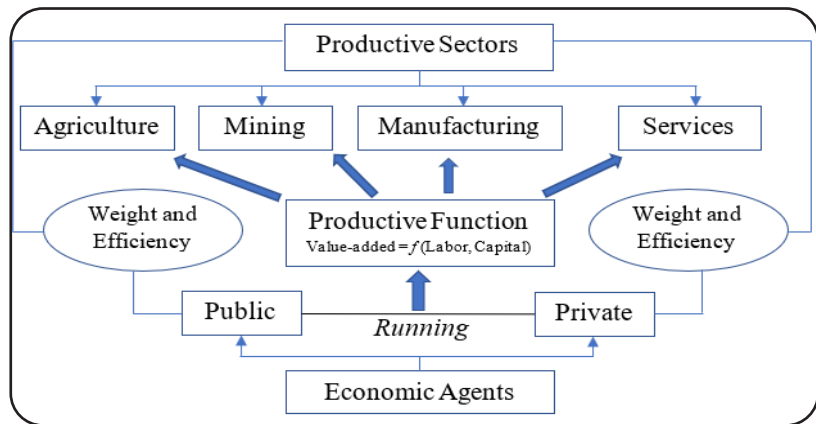 Productive Sectors
Agriculture
Mining
Manufacturing
Services
Weight and
Efficiency
Productive Function
Value-added = f (Labor, Capital)
Weight and
Efficiency
Public
Running
Private
Economic Agents